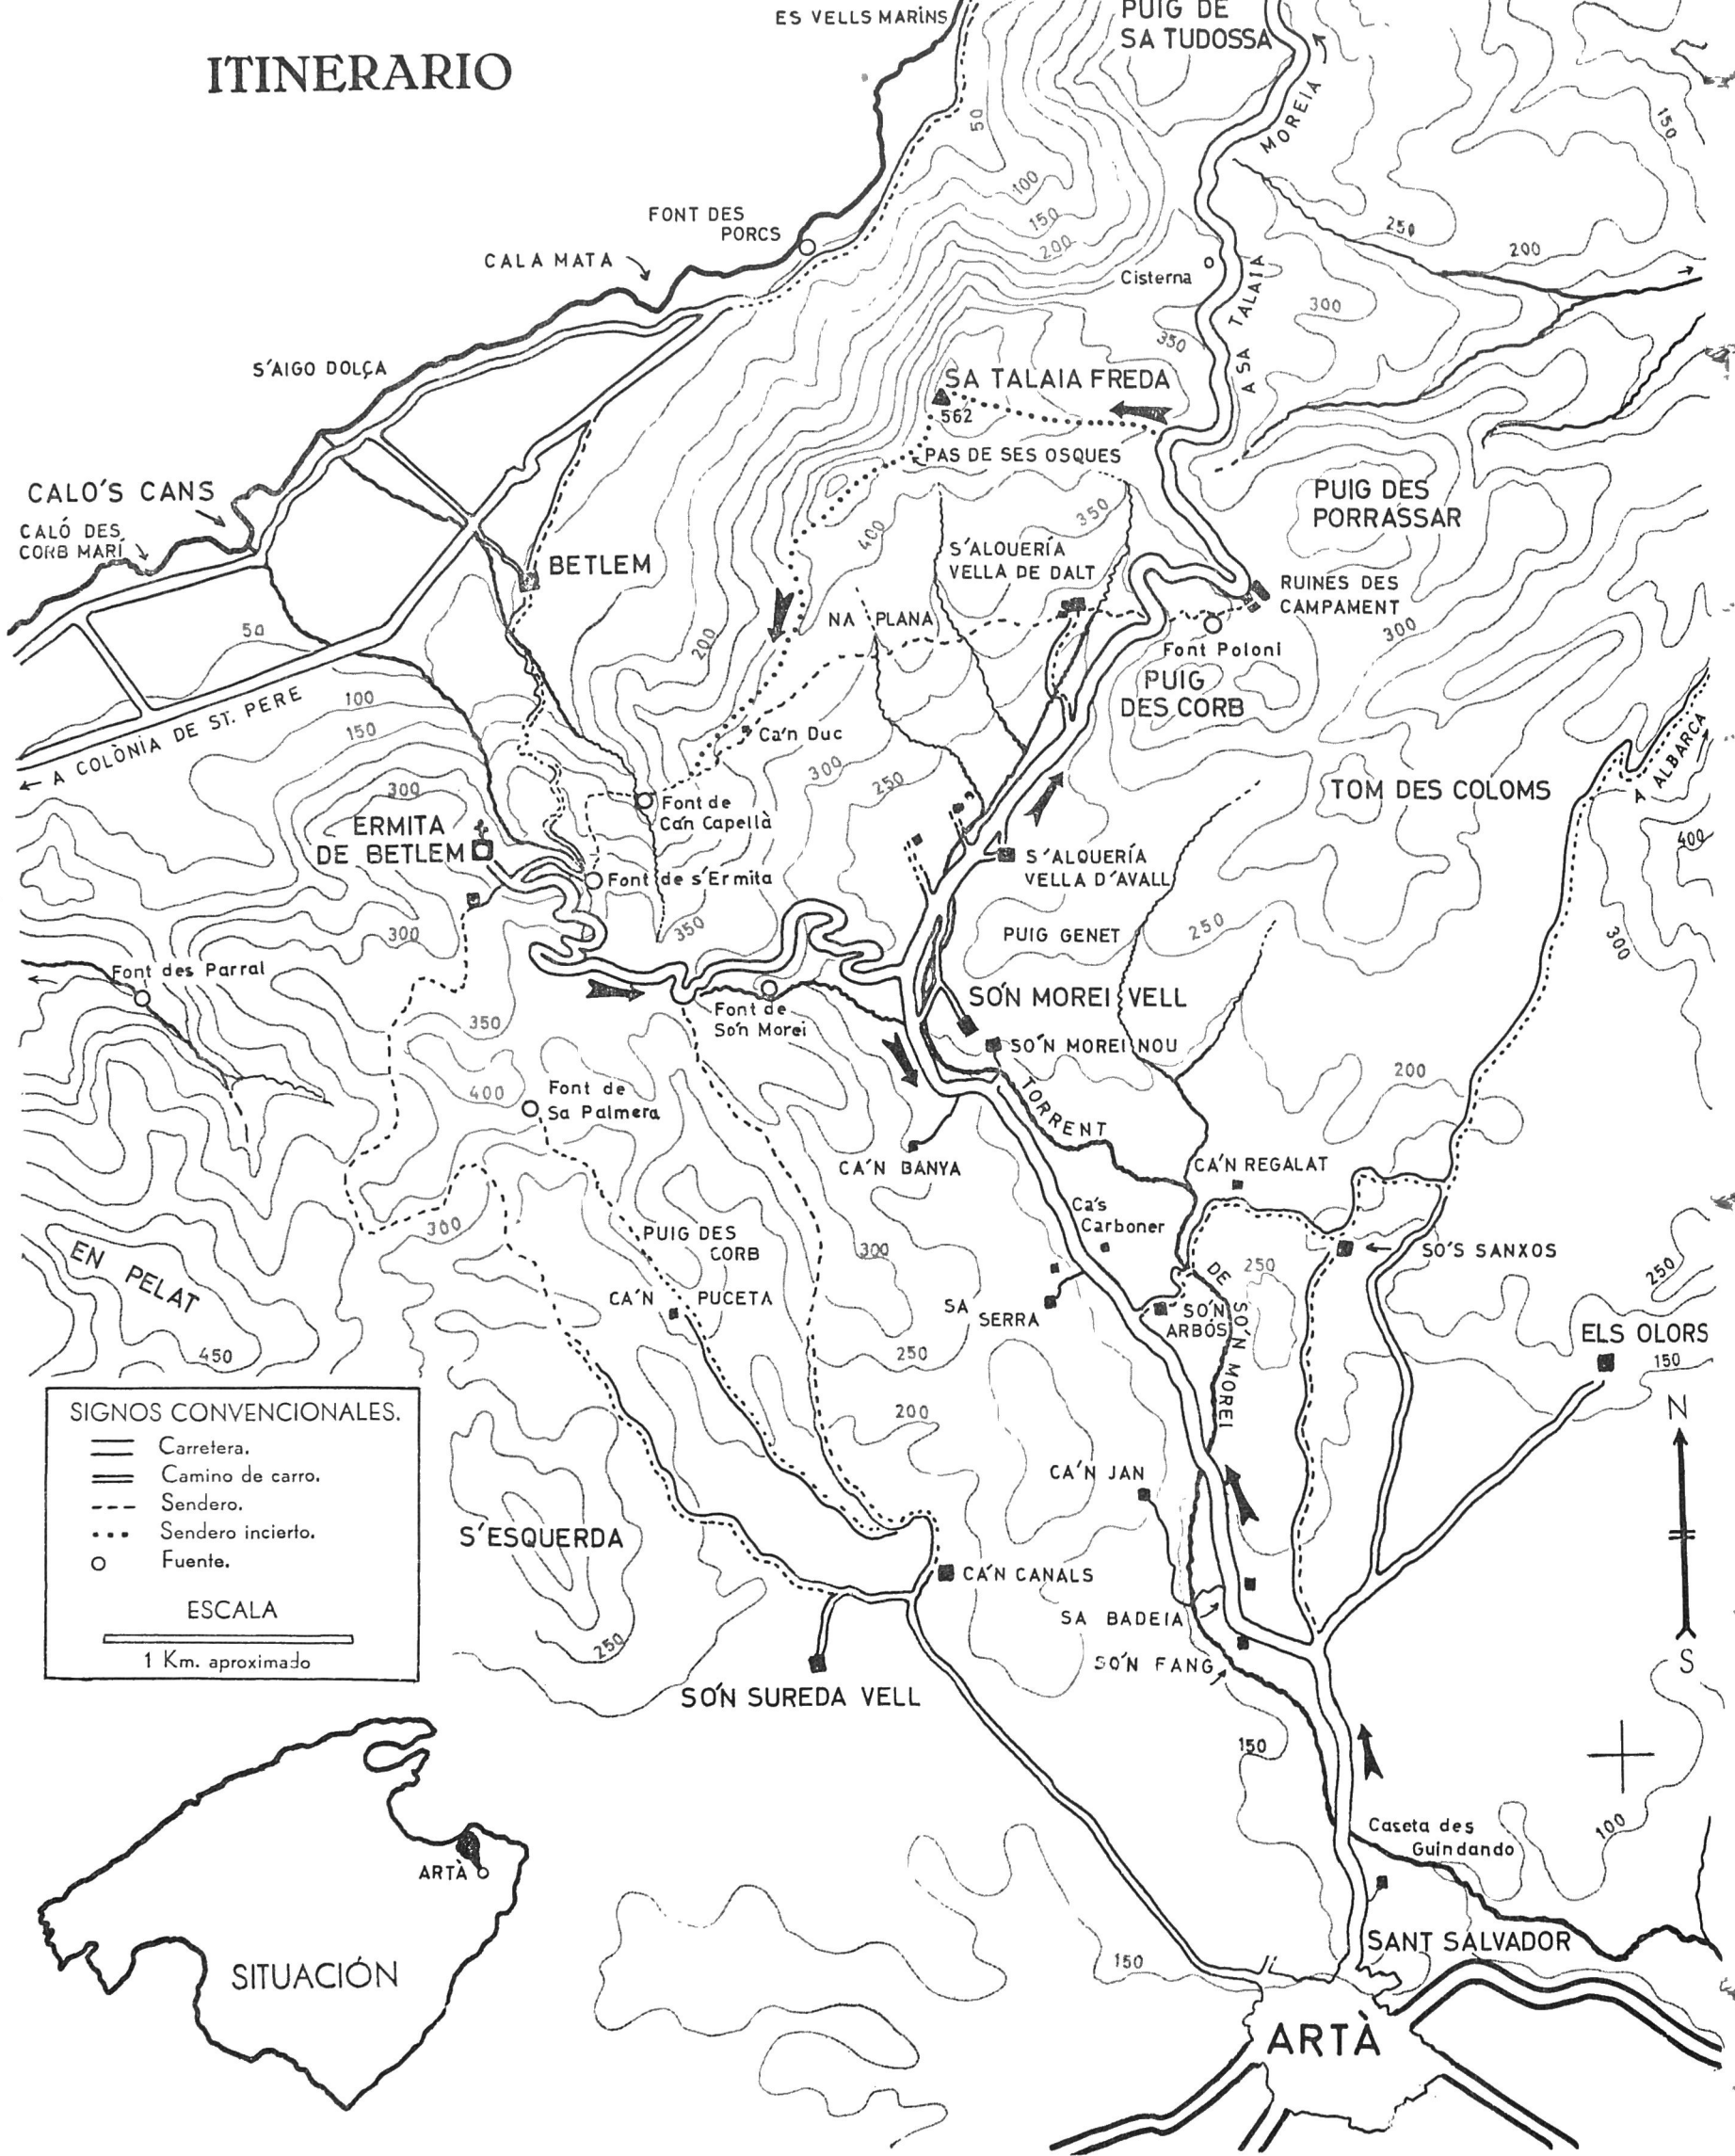 ES VELLS MARINS
PUIG DE
SA TUDOSSA
ITINERARIO
MOREIA
150
50
100
150
200
FONT DES
PORCS
CALA MATA
250
200
Cisterna
A SA TALAIA
300
350
S'AIGO DOLÇA
SA TALAIA FREDA
562
PAS DE SES OSQUES
CALO'S CANS
CALÓ DES
CORB MARÍ
PUIG DES
PORRASSAR
400
350
S'ALQUERÍA
VELLA DE DALT
BETLEM
RUINES DES
CAMPAMENT
NA PLANA
50
200
300
Font Poloni
PUIG
DES CORB
100
150
A COLÒNIA DE ST. PERE
Ca'n Duc
A ALBARCA
300
250
TOM DES COLOMS
300
Font de
Ca'n Capellà
ERMITA
DE BETLEM
400
S'ALQUERÍA
VELLA D'AVALL
Font de s'Ermita
350
300
PUIG GENET
250
300
Font des Parral
SO'N MOREI VELL
Font de
So'n Morei
350
SO'N MOREI NOU
400
Font de
Sa Palmera
200
TORRENT
DE
SO'N MOREI
CA'N BANYA
CA'N REGALAT
Ca's
Carboner
300
PUIG DES
CORB
300
EN PELAT
SO'S SANXOS
250
250
CA'N PUCETA
SA
SERRA
SO'N
ARBÓS
450
250
ELS OLORS
150
SIGNOS CONVENCIONALES.
Carretera.
Camino de carro.
Sendero.
Sendero incierto.
Fuente.
ESCALA
1 Km. aproximado
200
N
CA'N JAN
S'ESQUERDA
CA'N CANALS
SA BADEIA
250
SO'N FANG
S
SO'N SUREDA VELL
150
100
Caseta des
Guindando
ARTÀ
SITUACIÓN
SANT SALVADOR
150
ARTÀ